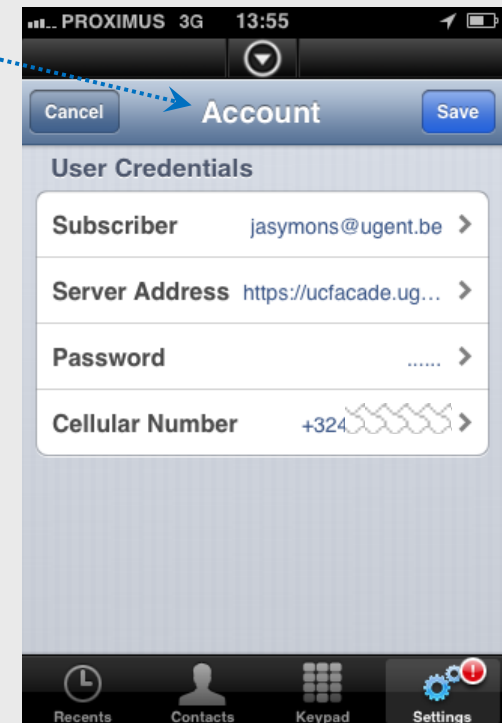 PROXIMUS 3G 13:55
Cancel Account Save
User Credentials
Subscriber jasymons@ugent.be
Server Address https://ucfacade.ug...
Password ......
Cellular Number +324
Recents Contacts Keypad Settings